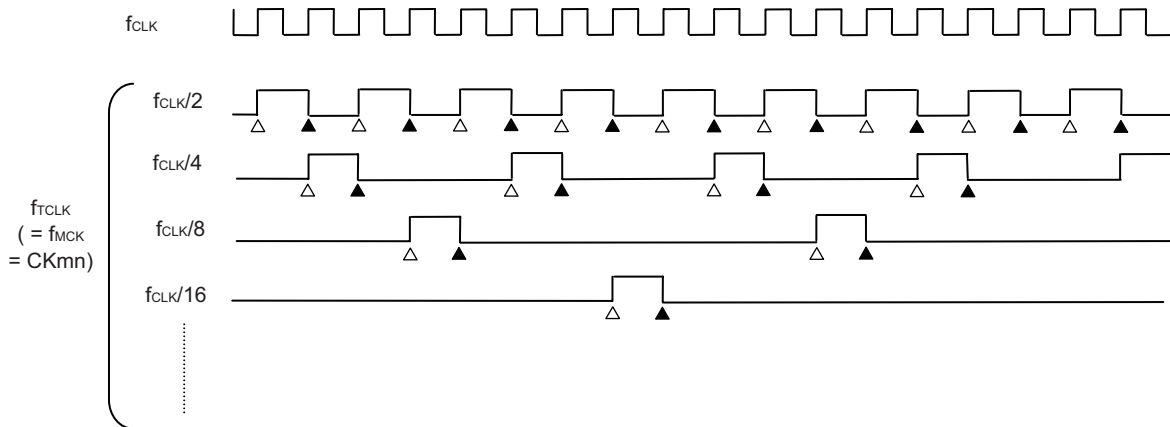 fCLK
fCLK/2
fCLK/4
fTCLK
( = fMCK
= CKmn)
fCLK/8
fCLK/16